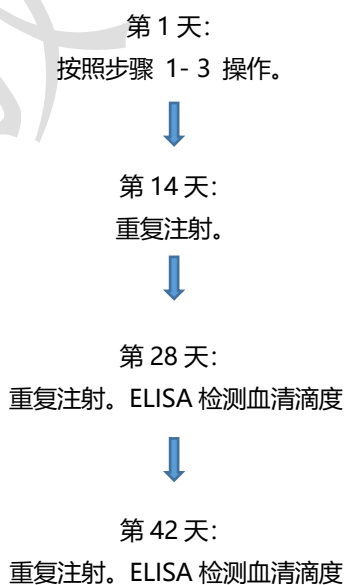 第 1 天：
按照步骤 1- 3 操作。
第 14 天：
重复注射。
第 28 天：
重复注射。ELISA 检测血清滴度
第 42 天：
重复注射。ELISA 检测血清滴度